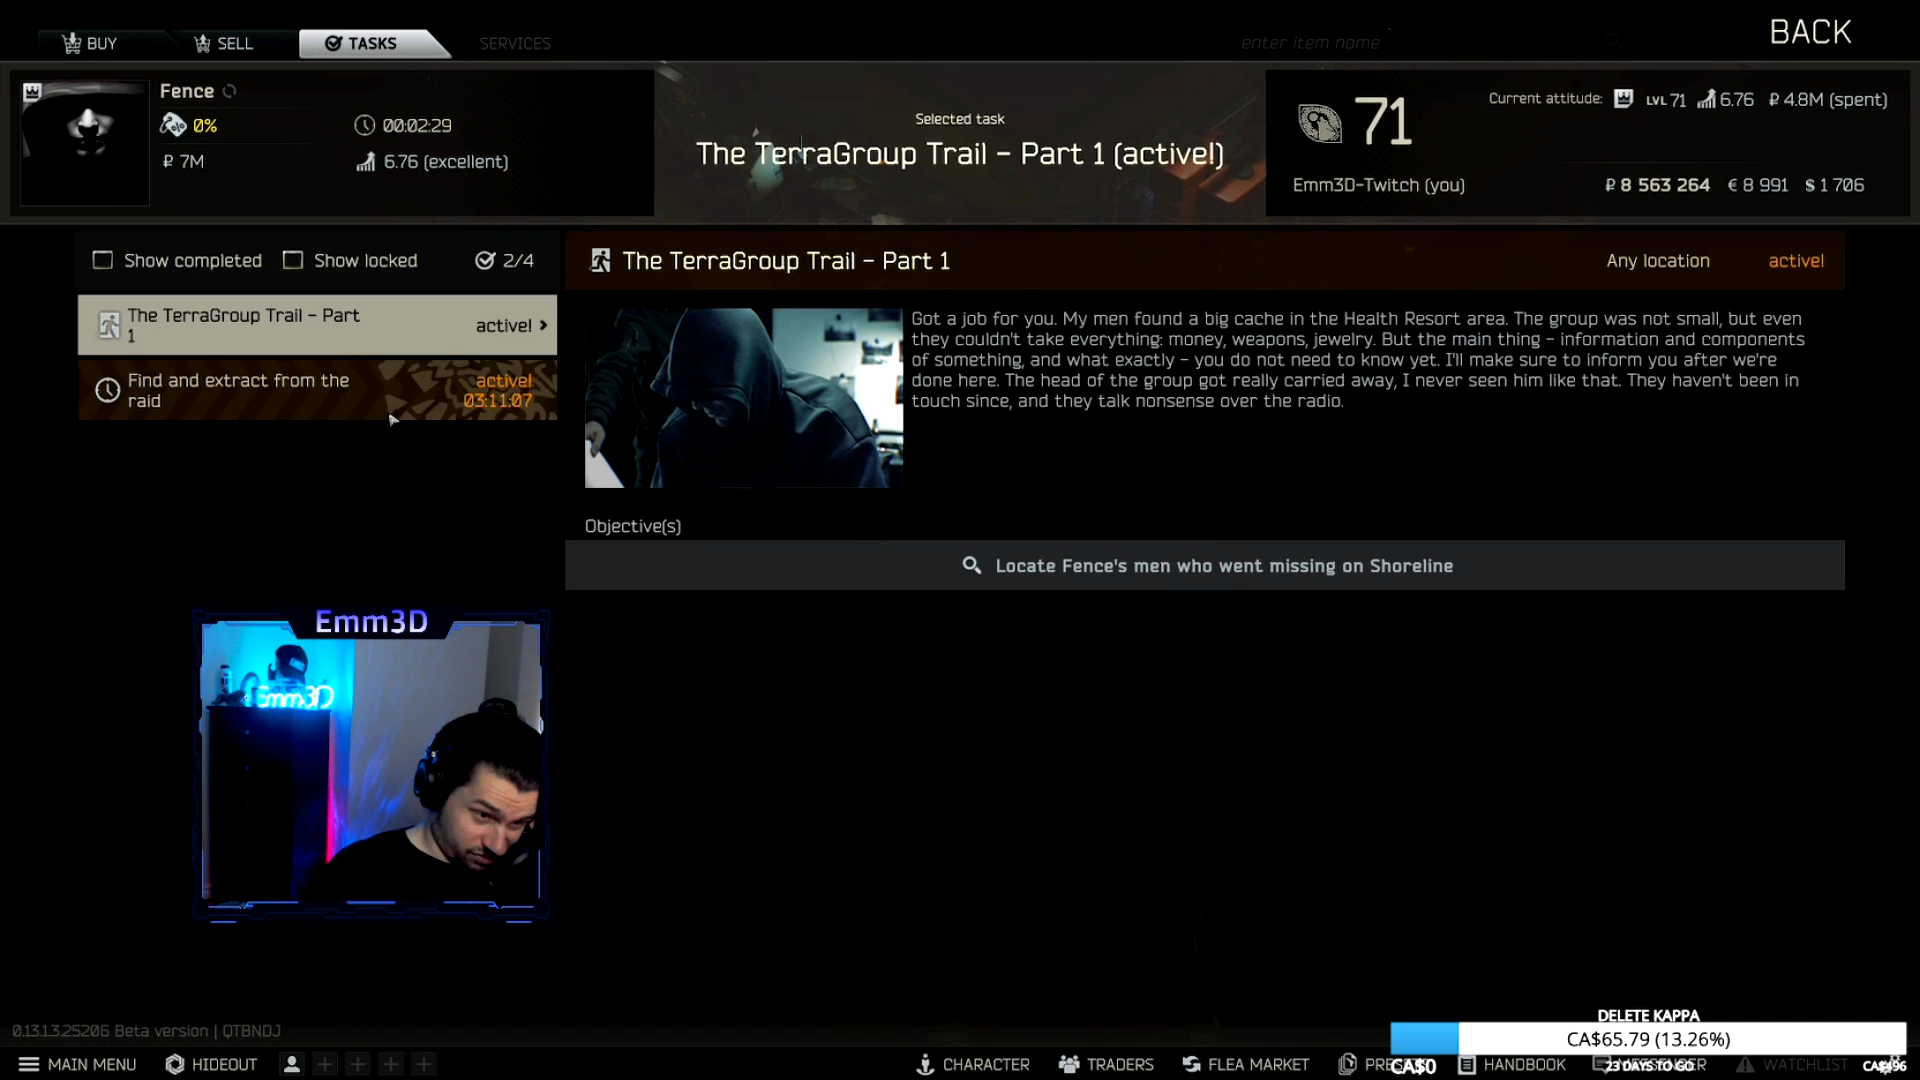 BUY
SELL
TASKS
SERVICES
enter item name
BACK
Fence
0%
00:02:29
₽ 7M
6.76 (excellent)
Selected task
The TerraGroup Trail – Part 1 (active!)
71
Current attitude:
LVL 71
6.76
₽ 4.8M (spent)
Emm3D-Twitch (you)
₽ 8 563 264
€ 8 991
$ 1 706
Show completed
Show locked
2/4
The TerraGroup Trail – Part
1
active!
Find and extract from the
raid
active!
03:11:07
The TerraGroup Trail – Part 1
Any location
active!
Got a job for you. My men found a big cache in the Health Resort area. The group was not small, but even
they couldn't take everything: money, weapons, jewelry. But the main thing – information and components
of something, and what exactly – you do not need to know yet. I'll make sure to inform you after we're
done here. The head of the group got really carried away, I never seen him like that. They haven't been in
touch since, and they talk nonsense over the radio.
Objective(s)
Locate Fence's men who went missing on Shoreline
Emm3D
Emm3D
0.13.1.3.25206 Beta version | QTBNDJ
DELETE KAPPA
CA$65.79 (13.26%)
MAIN MENU
HIDEOUT
CHARACTER
TRADERS
FLEA MARKET
CA$0
HANDBOOK
23 DAYS TO GO
WATCHLIST